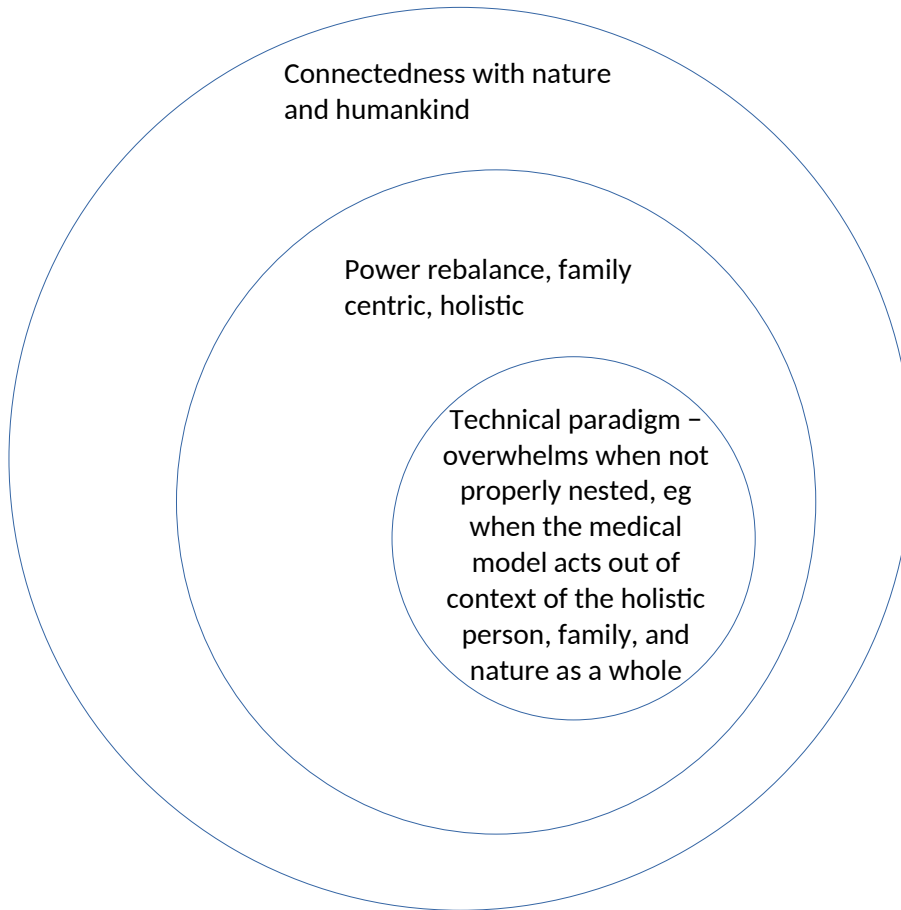 Connectedness with nature
and humankind
Power rebalance, family
centric, holistic
Technical paradigm –
overwhelms when not
properly nested, eg
when the medical
model acts out of
context of the holistic
person, family, and
nature as a whole